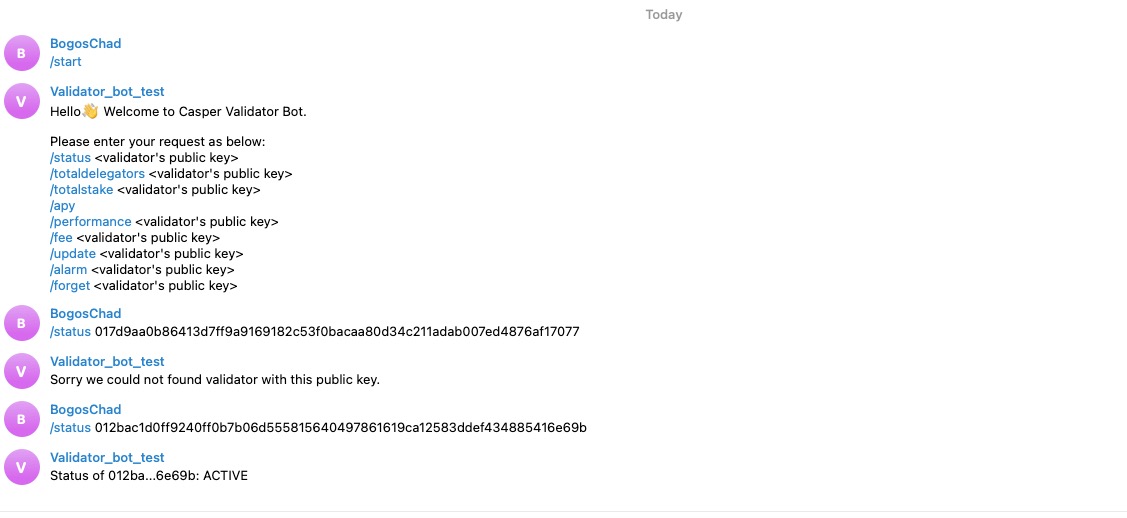 Today
B
BogosChad
/start
V
Validator_bot_test
Hello👋 Welcome to Casper Validator Bot.
Please enter your request as below:
/status <validator's public key>
/totaldelegators <validator's public key>
/totalstake <validator's public key>
/apy
/performance <validator's public key>
/fee <validator's public key>
/update <validator's public key>
/alarm <validator's public key>
/forget <validator's public key>
B
BogosChad
/status 017d9aa0b86413d7ff9a9169182c53f0bacaa80d34c211adab007ed4876af17077
V
Validator_bot_test
Sorry we could not found validator with this public key.
B
BogosChad
/status 012bac1d0ff9240ff0b7b06d555815640497861619ca12583ddef434885416e69b
V
Validator_bot_test
Status of 012ba...6e69b: ACTIVE